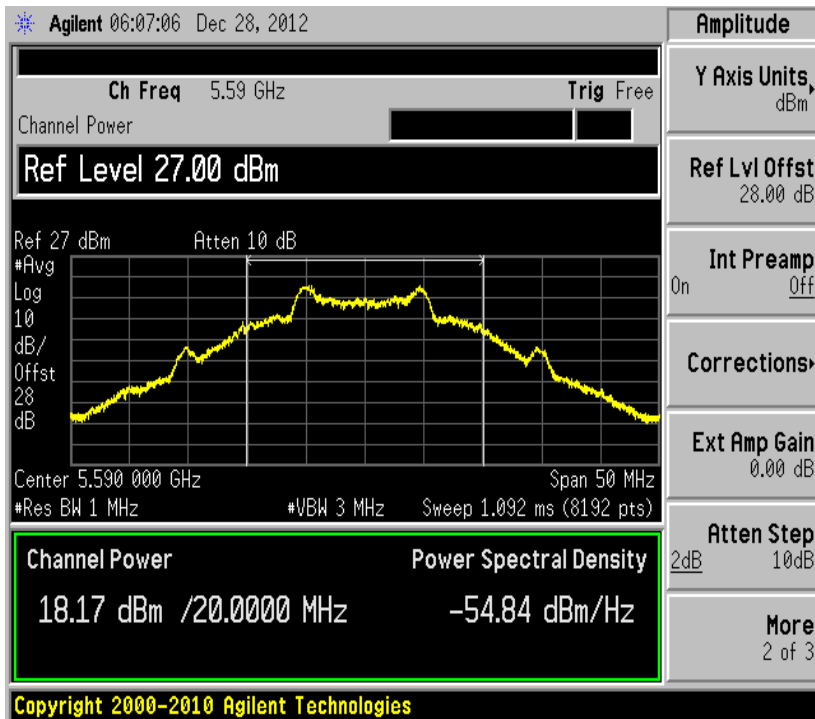 Agilent 06:07:06 Dec 28, 2012
Ch Freq 5.59 GHz Trig Free
Channel Power
Ref Level 27.00 dBm
Ref 27 dBm Atten 10 dB
#Avg
Log
10
dB/
Offst
28
dB
Center 5.590 000 GHz Span 50 MHz
#Res BW 1 MHz #VBW 3 MHz Sweep 1.092 ms (8192 pts)
Channel Power Power Spectral Density
18.17 dBm /20.0000 MHz -54.84 dBm/Hz
Copyright 2000-2010 Agilent Technologies
Amplitude
Y Axis Units
dBm
Ref Lvl Offst
28.00 dB
Int Preamp
On Off
Corrections
Ext Amp Gain
0.00 dB
Atten Step
2dB 10dB
More
2 of 3